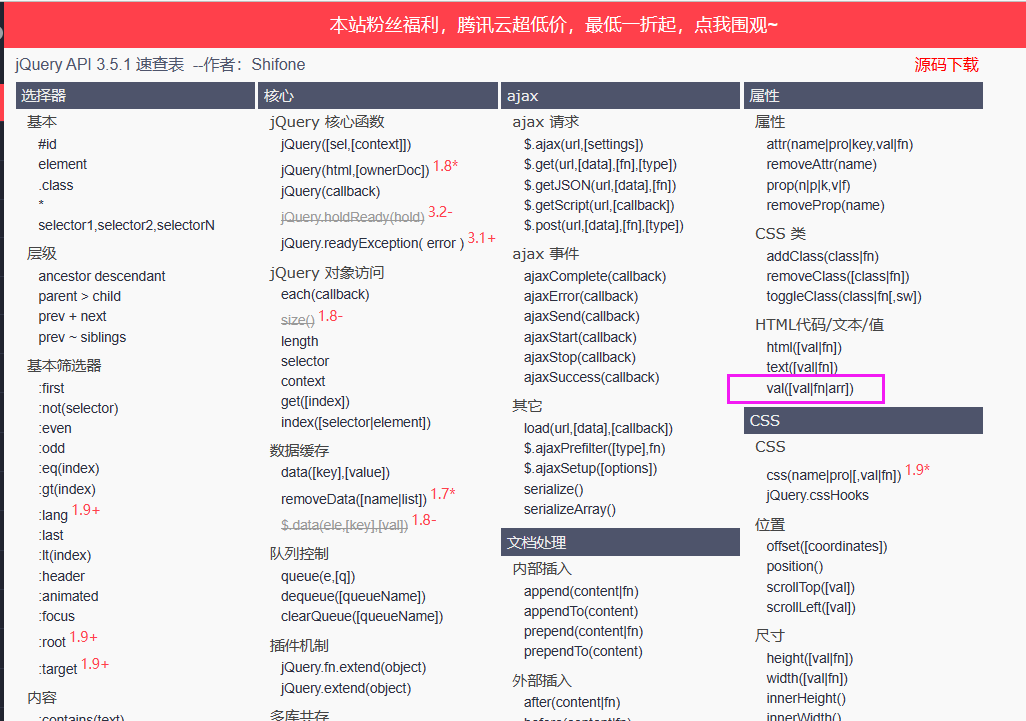 本站粉丝福利，腾讯云超低价，最低一折起，点我围观~
jQuery API 3.5.1 速查表 --作者：Shifone
源码下载
选择器
基本
#id
element
.class
*
selector1,selector2,selectorN
层级
ancestor descendant
parent > child
prev + next
prev ~ siblings
基本筛选器
:first
:not(selector)
:even
:odd
:eq(index)
:gt(index)
:lang 1.9+
:last
:lt(index)
:header
:animated
:focus
:root 1.9+
:target 1.9+
内容
:contains(text)
核心
jQuery 核心函数
jQuery([sel,[context]])
jQuery(html,[ownerDoc]) 1.8*
jQuery(callback)
jQuery.holdReady(hold) 3.2-
jQuery.readyException( error ) 3.1+
jQuery 对象访问
each(callback)
size() 1.8-
length
selector
context
get([index])
index([selector|element])
数据缓存
data([key],[value])
removeData([name|list]) 1.7*
$.data(ele,[key],[val]) 1.8-
队列控制
queue(e,[q])
dequeue([queueName])
clearQueue([queueName])
插件机制
jQuery.fn.extend(object)
jQuery.extend(object)
多库共存
ajax
ajax 请求
$.ajax(url,[settings])
$.get(url,[data],[fn],[type])
$.getJSON(url,[data],[fn])
$.getScript(url,[callback])
$.post(url,[data],[fn],[type])
ajax 事件
ajaxComplete(callback)
ajaxError(callback)
ajaxSend(callback)
ajaxStart(callback)
ajaxStop(callback)
ajaxSuccess(callback)
其它
load(url,[data],[callback])
$.ajaxPrefilter([type],fn)
$.ajaxSetup([options])
serialize()
serializeArray()
文档处理
内部插入
append(content|fn)
appendTo(content)
prepend(content|fn)
prependTo(content)
外部插入
after(content|fn)
before(content|fn)
属性
属性
attr(name|pro|key,val|fn)
removeAttr(name)
prop(n|p|k,v|f)
removeProp(name)
CSS 类
addClass(class|fn)
removeClass([class|fn])
toggleClass(class|fn[,sw])
HTML代码/文本/值
html([val|fn])
text([val|fn])
val([val|fn|arr])
CSS
CSS
css(name|pro|[,val|fn]) 1.9*
jQuery.cssHooks
位置
offset([coordinates])
position()
scrollTop([val])
scrollLeft([val])
尺寸
height([val|fn])
width([val|fn])
innerHeight()
innerWidth()